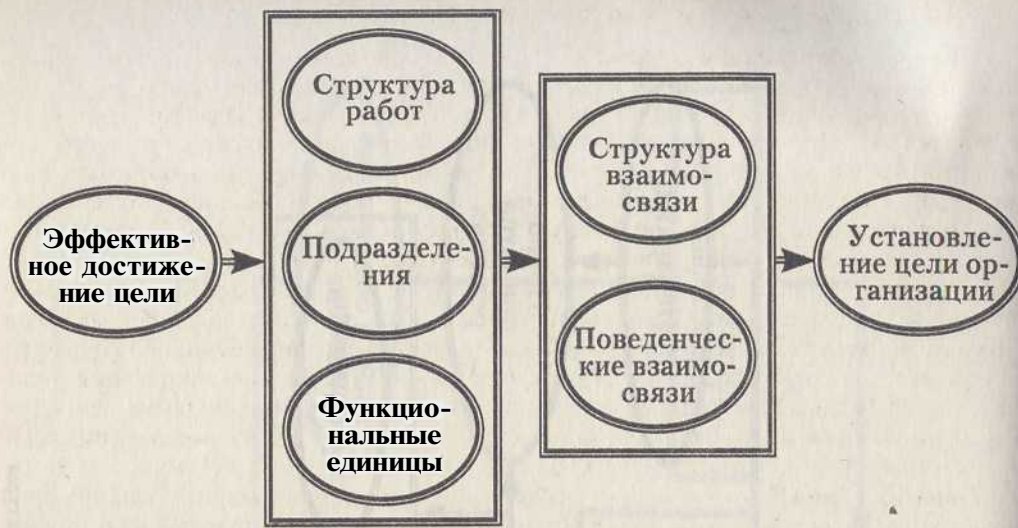 Эффектив-
ное достиже-
ние цели
Структура
работ
Подразделе-
ния
Функцио-
нальные
единицы
Структура
взаимо-
связи
Поведенчес-
кие взаимо-
связи
Установле-
ние цели ор-
ганизации